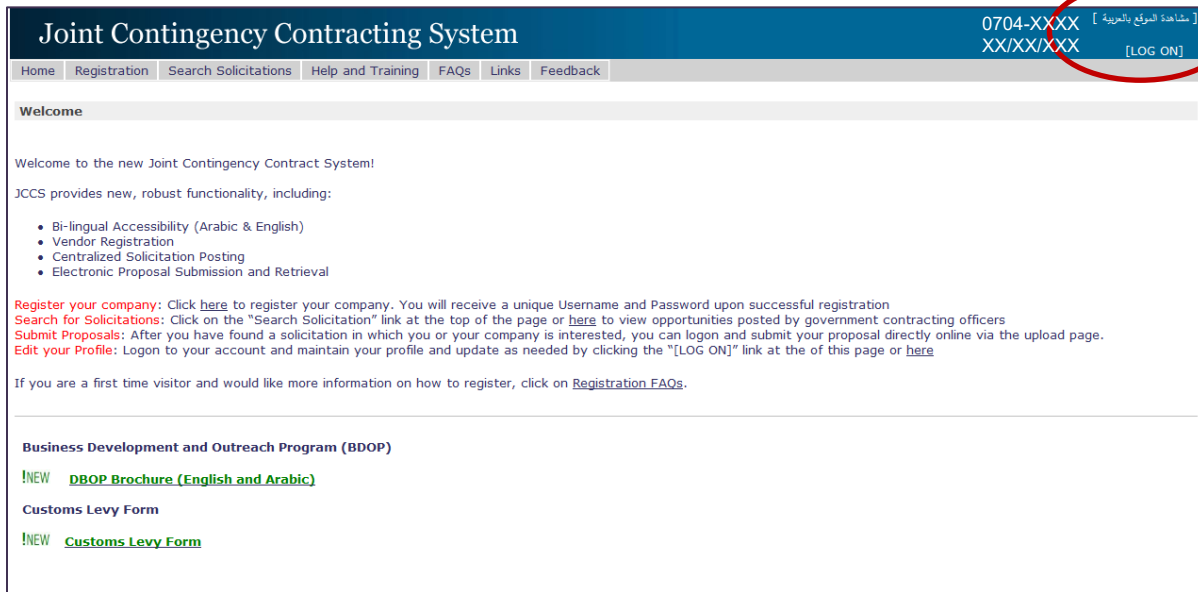 Joint Contingency Contracting System
0704-XXXX
XX/XX/XXX
[ مشاهدة الموقع بالعربية ]
[LOG ON]
Home Registration Search Solicitations Help and Training FAQs Links Feedback
Welcome
Welcome to the new Joint Contingency Contract System!
JCCS provides new, robust functionality, including:
• Bi-lingual Accessibility (Arabic & English)
• Vendor Registration
• Centralized Solicitation Posting
• Electronic Proposal Submission and Retrieval
Register your company: Click here to register your company. You will receive a unique Username and Password upon successful registration
Search for Solicitations: Click on the “Search Solicitation” link at the top of the page or here to view opportunities posted by government contracting officers
Submit Proposals: After you have found a solicitation in which you or your company is interested, you can logon and submit your proposal directly online via the upload page.
Edit your Profile: Logon to your account and maintain your profile and update as needed by clicking the “[LOG ON]” link at the of this page or here
If you are a first time visitor and would like more information on how to register, click on Registration FAQs.
Business Development and Outreach Program (BDOP)
!NEW DBOP Brochure (English and Arabic)
Customs Levy Form
!NEW Customs Levy Form